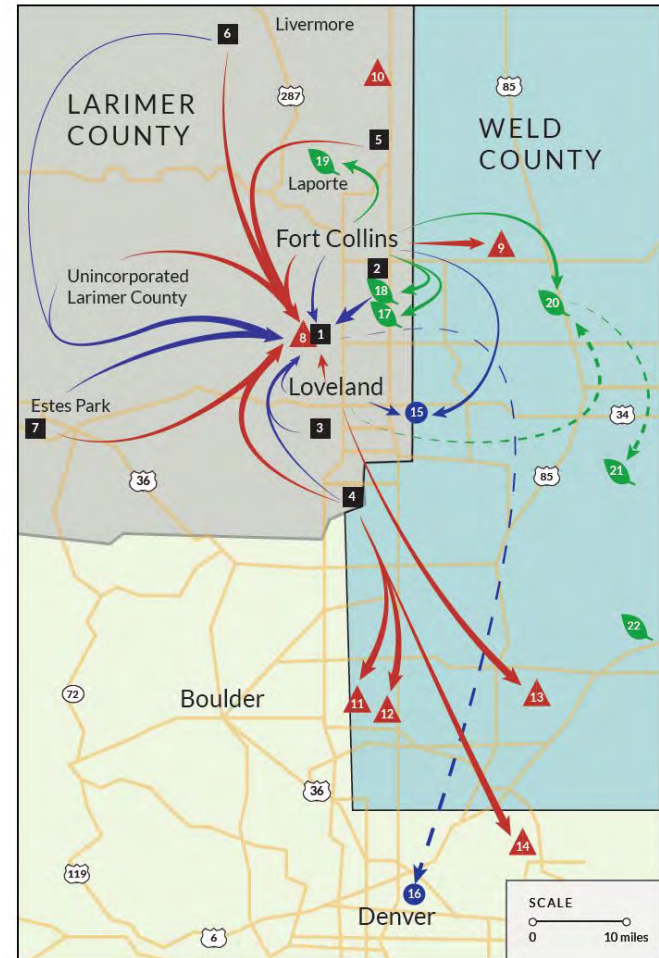 6
Livermore
10
85
287
LARIMER
COUNTY
WELD
COUNTY
5
19
Laporte
Fort Collins
9
2
Unincorporated
Larimer County
18
20
17
8
1
Loveland
Estes Park
15
34
7
3
21
85
36
4
22
72
Boulder
11
12
13
36
14
119
16
SCALE
Denver
6
0
10 miles